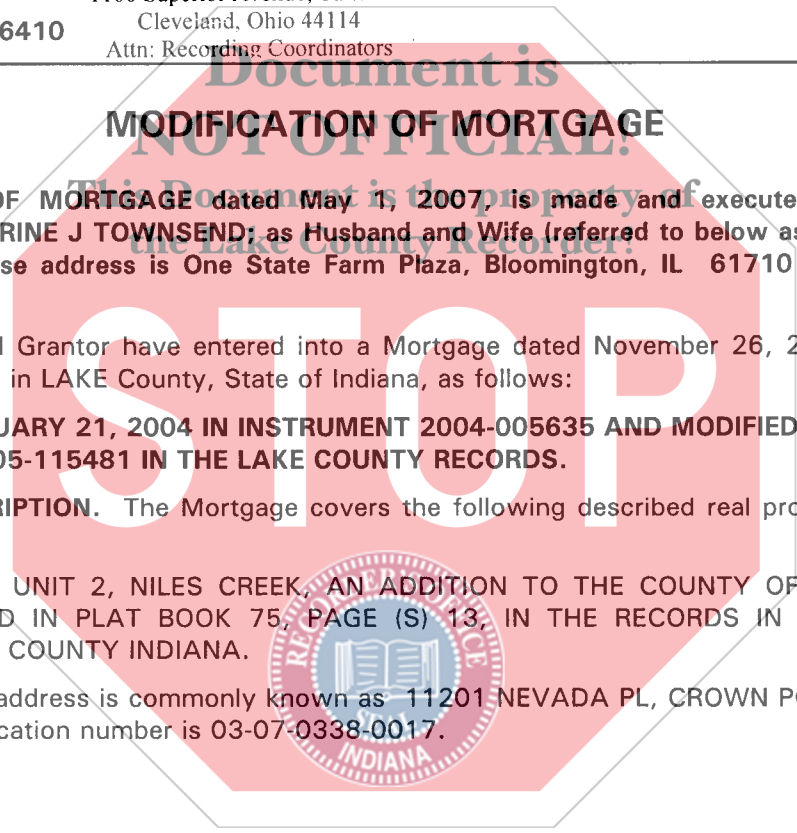 6410
Cleveland, Ohio 44114
Attn: Recording Coordinators
Document is
MODIFICATION OF MORTGAGE
NOT OFFICIAL!
This Document is the property of
the Lake County Recorder!
OF MORTGAGE dated May 1, 2007, is made and execute
RINE J TOWNSEND; as Husband and Wife (referred to below as
se address is One State Farm Plaza, Bloomington, IL 61710
STOP
Grantor have entered into a Mortgage dated November 26, 2
in LAKE County, State of Indiana, as follows:
UARY 21, 2004 IN INSTRUMENT 2004-005635 AND MODIFIED
05-115481 IN THE LAKE COUNTY RECORDS.
RIPTION. The Mortgage covers the following described real pro
UNIT 2, NILES CREEK, AN ADDITION TO THE COUNTY OF
D IN PLAT BOOK 75, PAGE (S) 13, IN THE RECORDS IN
COUNTY INDIANA.
address is commonly known as 11201 NEVADA PL, CROWN PO
cation number is 03-07-0338-0017.
INDIANA